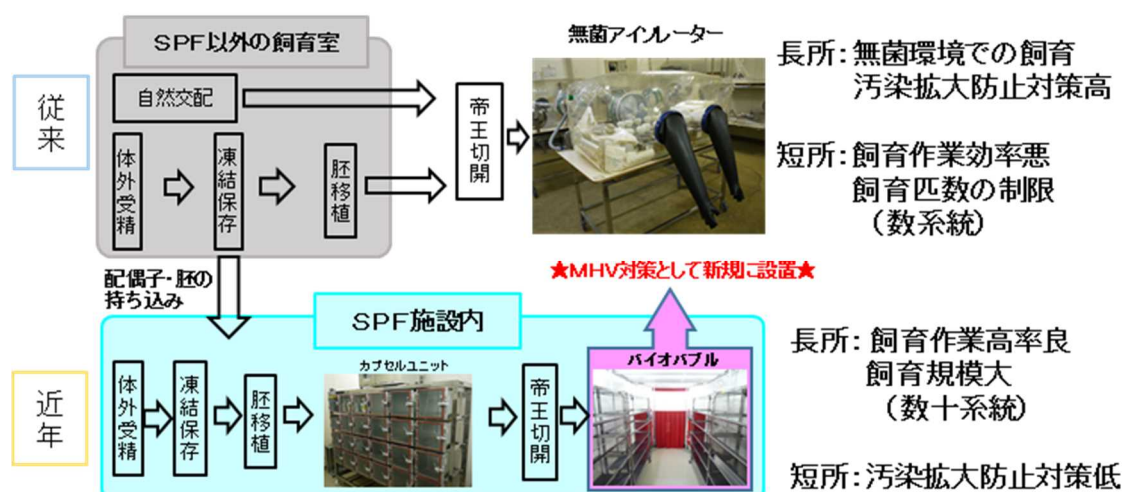 SPF以外の飼育室
無菌アイソレーター
従来
自然交配
体外受精
凍結保存
胚移植
帝王切開
長所：無菌環境での飼育
汚染拡大防止対策高
短所：飼育作業効率悪
飼育匹数の制限
（数系統）
配偶子・胚の
持ち込み
★MHV対策として新規に設置★
SPF施設内
近年
体外受精
凍結保存
胚移植
カプセルユニット
帝王切開
バイオバブル
長所：飼育作業高率良
飼育規模大
（数十系統）
短所：汚染拡大防止対策低